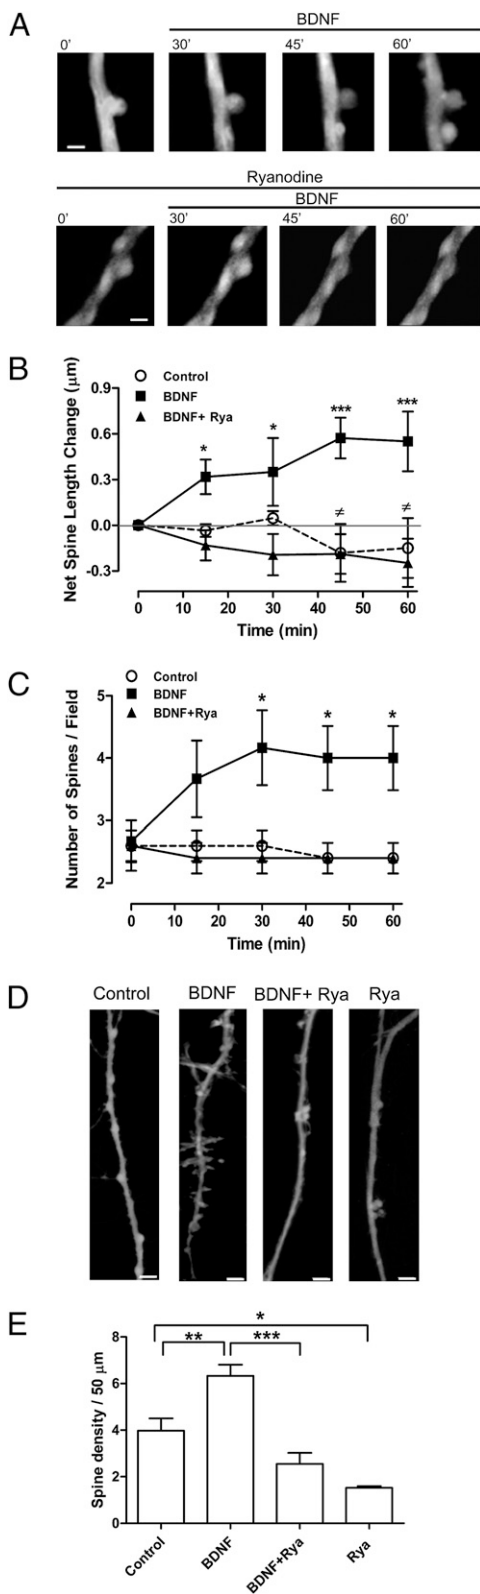 A
BDNF
0' 30' 45' 60'
Ryanodine
BDNF
0' 30' 45' 60'
B
Control
BDNF
BDNF+ Rya
Net Spine Length Change (μm)
0.9
0.6
0.3
0.0
-0.3
* * *** ***
≠ ≠
0 10 20 30 40 50 60
Time (min)
C
Control
BDNF
BDNF+Rya
Number of Spines / Field
5
4
3
2
* * *
0 10 20 30 40 50 60
Time (min)
D
Control BDNF BDNF+ Rya Rya
E
*
** ***
Spine density / 50 μm
8
6
4
2
0
Control BDNF BDNF+Rya Rya